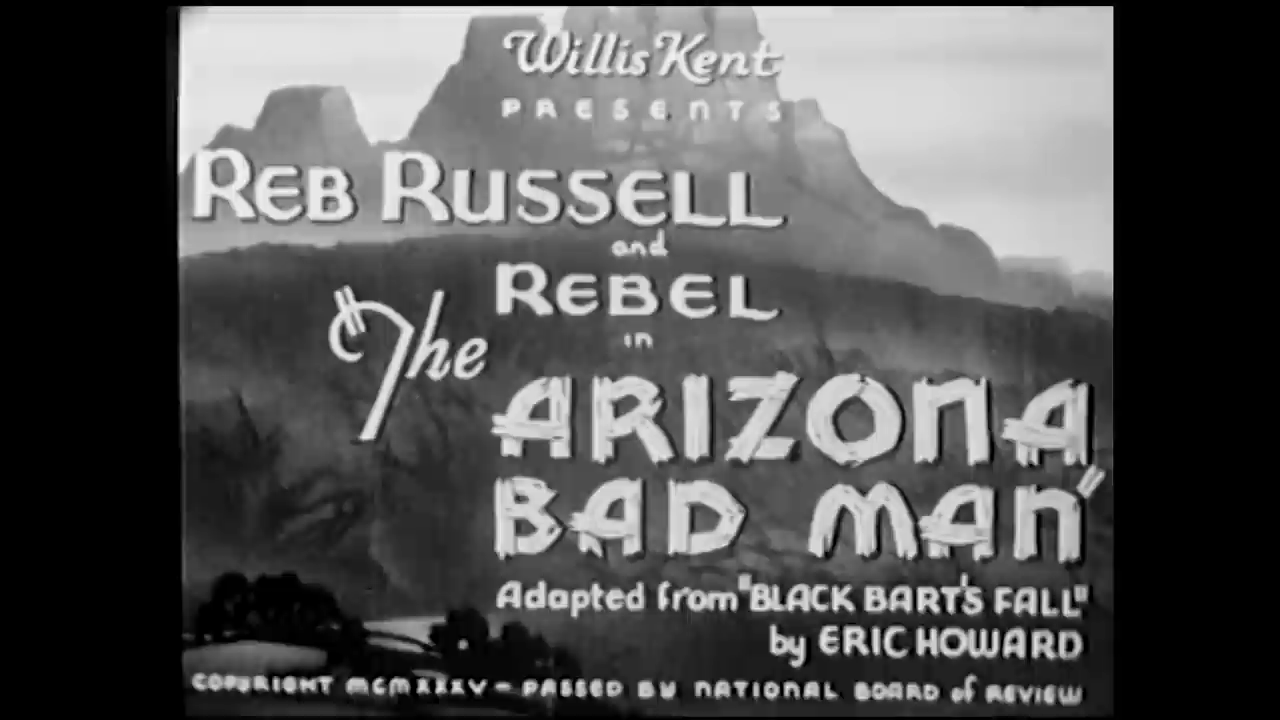 Willis Kent
PRESENTS
REB RUSSELL
and
REBEL
in
"The
ARIZONA
BAD MAN"
Adapted from "BLACK BART'S FALL"
by ERIC HOWARD
COPYRIGHT MCMXXXV - PASSED BY NATIONAL BOARD of REVIEW